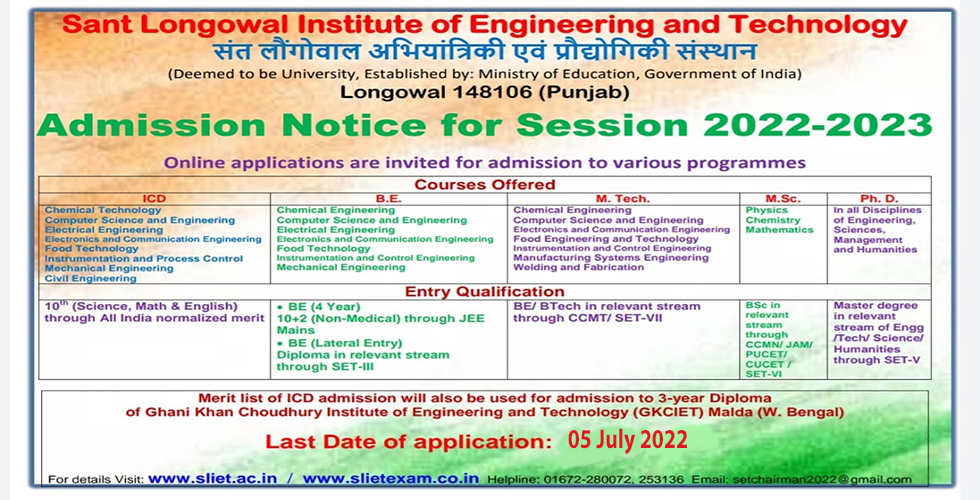 Sant Longowal Institute of Engineering and Technology
संत लौंगोवाल अभियांत्रिकी एवं प्रौद्योगिकी संस्थान
(Deemed to be University, Established by: Ministry of Education, Government of India)
Longowal 148106 (Punjab)
Admission Notice for Session 2022-2023
Online applications are invited for admission to various programmes
Courses Offered
ICD
Chemical Technology
Computer Science and Engineering
Electrical Engineering
Electronics and Communication Engineering
Food Technology
Instrumentation and Process Control
Mechanical Engineering
Civil Engineering
B.E.
Chemical Engineering
Computer Science and Engineering
Electrical Engineering
Electronics and Communication Engineering
Food Technology
Instrumentation and Control Engineering
Mechanical Engineering
M. Tech.
Chemical Engineering
Computer Science and Engineering
Electronics and Communication Engineering
Food Engineering and Technology
Instrumentation and Control Engineering
Manufacturing Systems Engineering
Welding and Fabrication
M.Sc.
Physics
Chemistry
Mathematics
Ph. D.
In all Disciplines
of Engineering,
Sciences,
Management
and Humanities
Entry Qualification
10th (Science, Math & English)
through All India normalized merit
• BE (4 Year)
10+2 (Non-Medical) through JEE
Mains
• BE (Lateral Entry)
Diploma in relevant stream
through SET-III
BE/ BTech in relevant stream
through CCMT/ SET-VII
BSc in
relevant
stream
through
CCMN/ JAM/
PUCET/
CUCET /
SET-VI
Master degree
in relevant
stream of Engg
/Tech/ Science/
Humanities
through SET-V
Merit list of ICD admission will also be used for admission to 3-year Diploma
of Ghani Khan Choudhury Institute of Engineering and Technology (GKCIET) Malda (W. Bengal)
Last Date of application: 05 July 2022
For details Visit: www.sliet.ac.in / www.slietexam.co.in Helpline: 01672-280072, 253136 Email: setchairman2022@gmail.com